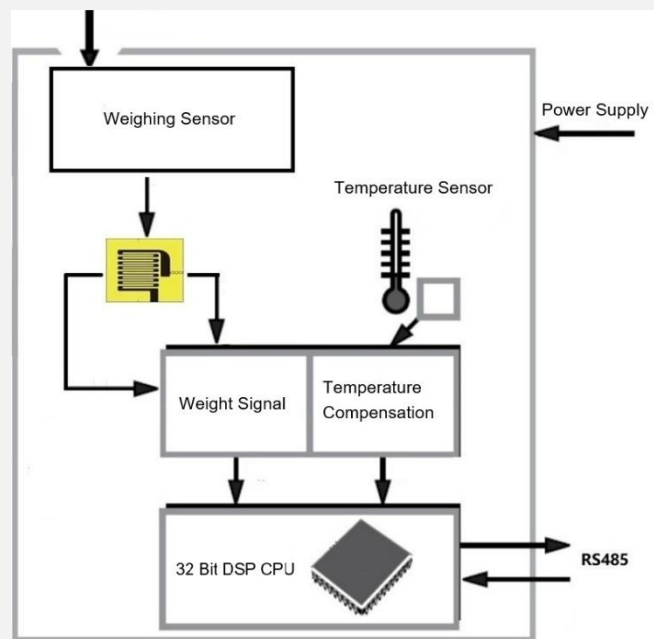 Weighing Sensor
Power Supply
Temperature Sensor
Weight Signal
Temperature
Compensation
32 Bit DSP CPU
RS485